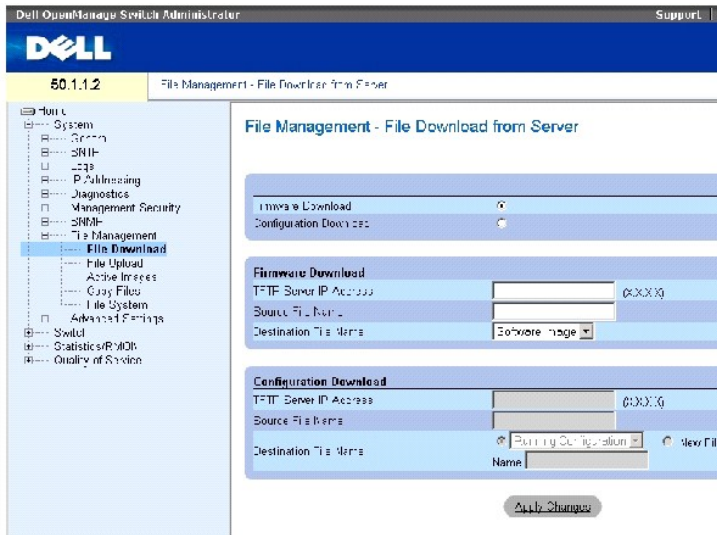 Dell OpenManage Switch Administrator
Support
DELL
50.1.1.2
File Management - File Download from Server
Home
System
General
SNTP
Logs
IP Addressing
Diagnostics
Management Security
SNMP
File Management
File Download
File Upload
Active Images
Copy Files
File System
Advanced Settings
Switch
Statistics/RMON
Quality of Service
File Management - File Download from Server
Firmware Download
Configuration Download
Firmware Download
TFTP Server IP Address
(X.X.X.X)
Source File Name
Destination File Name
Software Image
Configuration Download
TFTP Server IP Address
(X.X.X.X)
Source File Name
Destination File Name
Running Configuration
New Fil
Name
Apply Changes